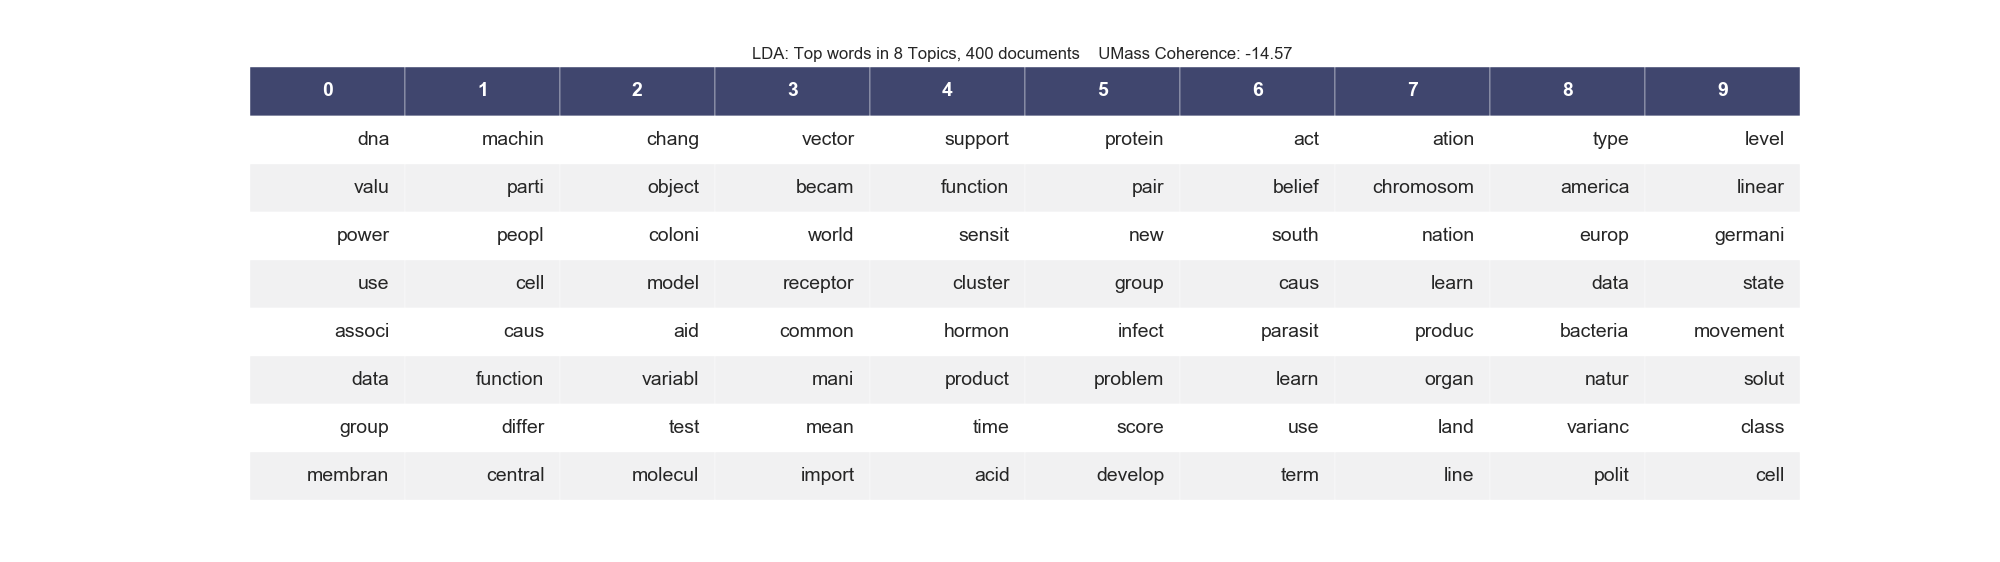 LDA: Top words in 8 Topics, 400 documents    UMass Coherence: -14.57
0 1 2 3 4 5 6 7 8 9
dna machin chang vector support protein act ation type level
valu parti object becam function pair belief chromosom america linear
power peopl coloni world sensit new south nation europ germani
use cell model receptor cluster group caus learn data state
associ caus aid common hormon infect parasit produc bacteria movement
data function variabl mani product problem learn organ natur solut
group differ test mean time score use land varianc class
membran central molecul import acid develop term line polit cell